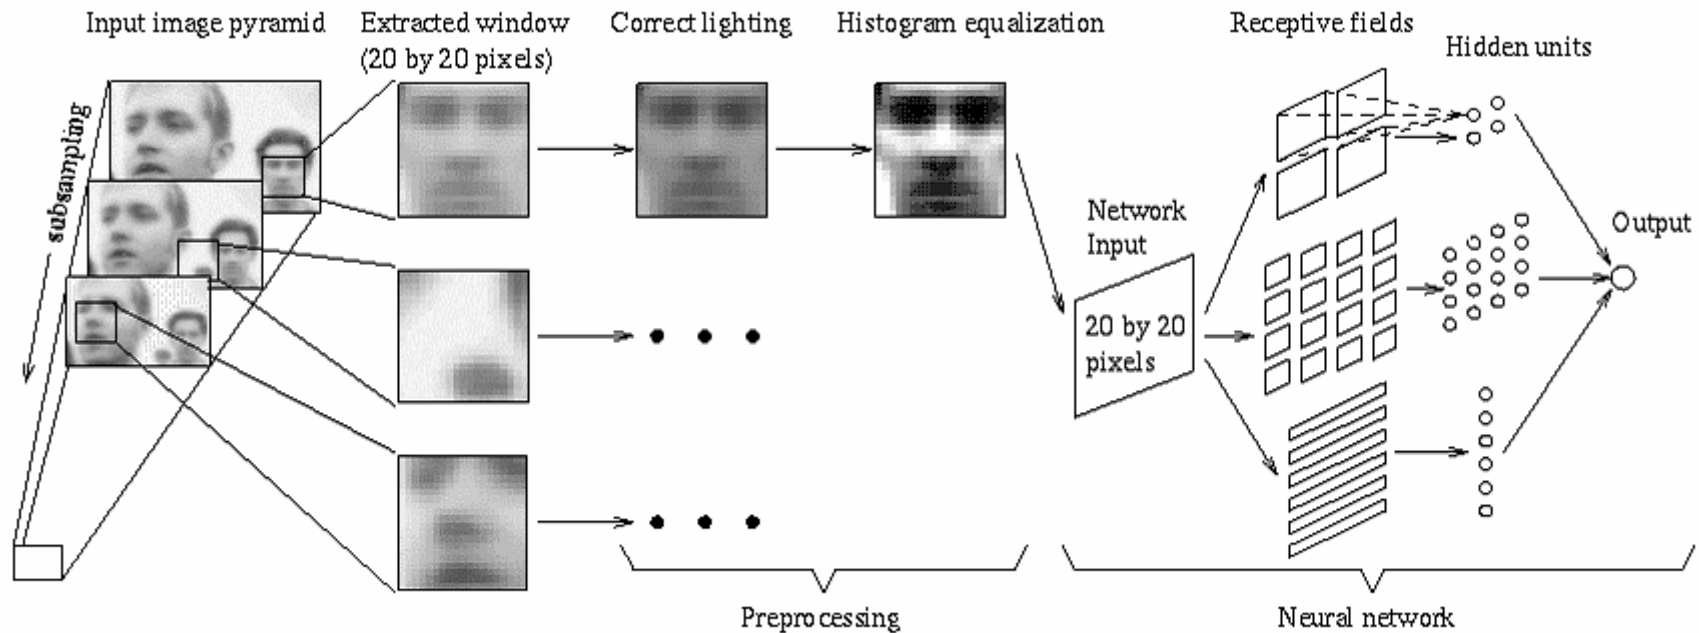 Input image pyramid
Extracted window
(20 by 20 pixels)
Correct lighting
Histogram equalization
Receptive fields
Hidden units
subsampling
Network
Input
Output
20 by 20
pixels
Preprocessing
Neural network